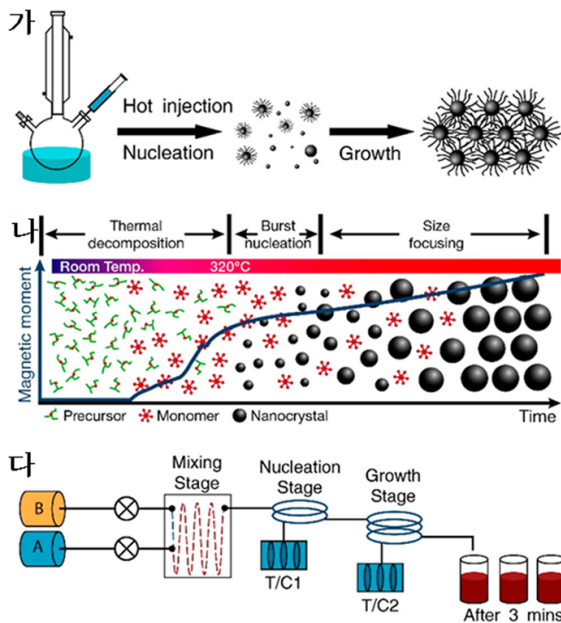 가
Hot injection
Nucleation
Growth
나
Thermal
decomposition
Burst
nucleation
Size
focusing
Room Temp.
320°C
Magnetic moment
Precursor
Monomer
Nanocrystal
Time
다
Mixing
Stage
Nucleation
Stage
Growth
Stage
B
A
T/C1
T/C2
After 3 mins